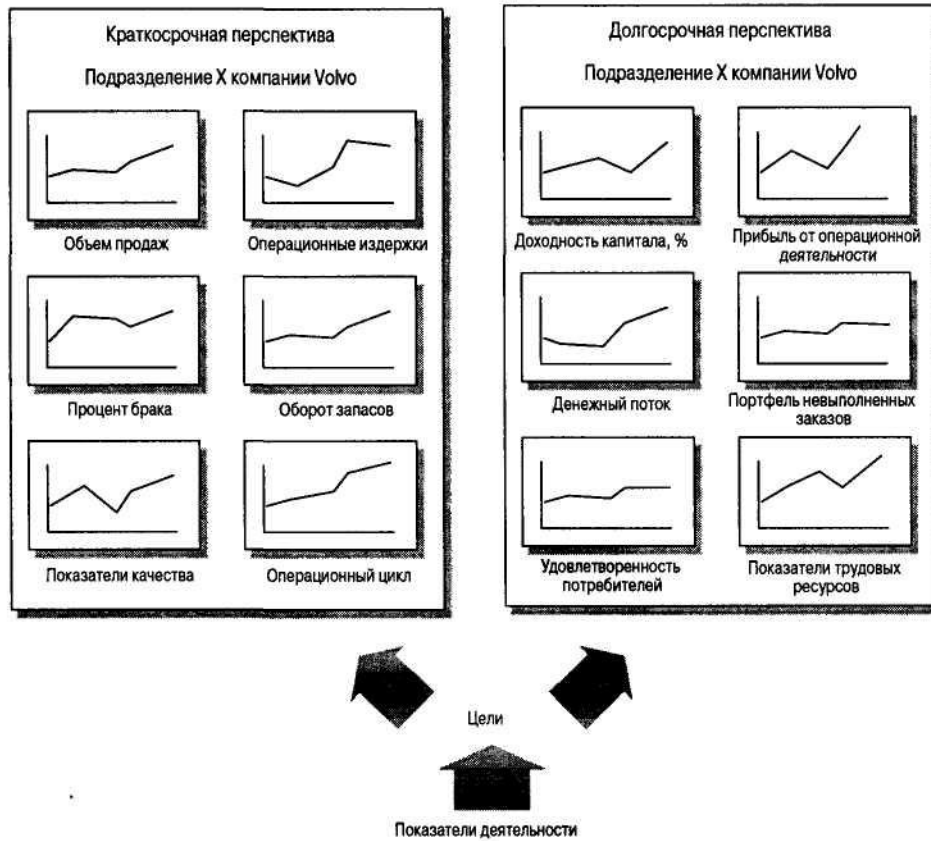 Краткосрочная перспектива
Подразделение X компании Volvo
Объем продаж
Операционные издержки
Процент брака
Оборот запасов
Показатели качества
Операционный цикл
Долгосрочная перспектива
Подразделение X компании Volvo
Доходность капитала, %
Прибыль от операционной
деятельности
Денежный поток
Портфель невыполненных
заказов
Удовлетворенность
потребителей
Показатели трудовых
ресурсов
Цели
Показатели деятельности